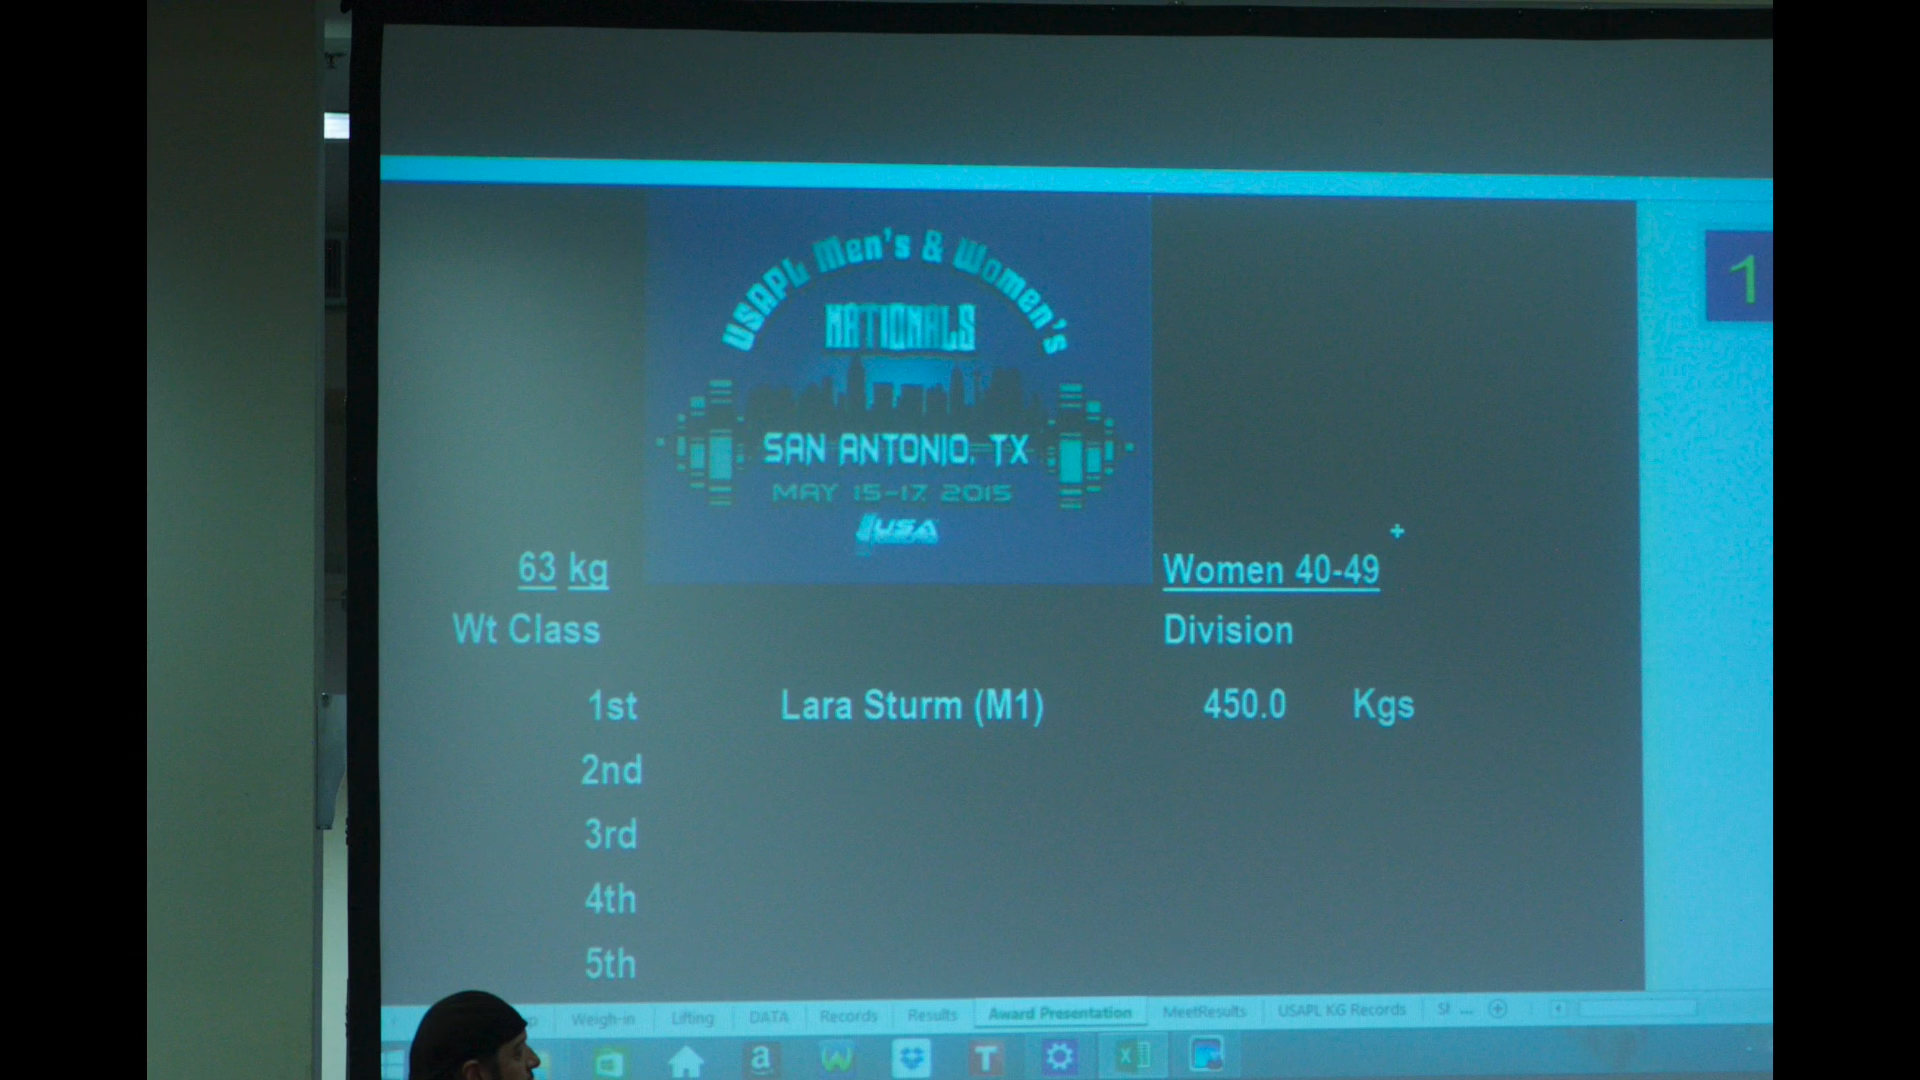 USAPL Men's & Women's
NATIONALS
1
SAN ANTONIO, TX
MAY 15-17, 2015
USA
63 kg
Women 40-49
Wt Class
Division
1st Lara Sturm (M1) 450.0 Kgs
2nd
3rd
4th
5th
Weigh-in Lifting DATA Records Results Award Presentation MeetResults USAPL KG Records Sl ...
a W T X